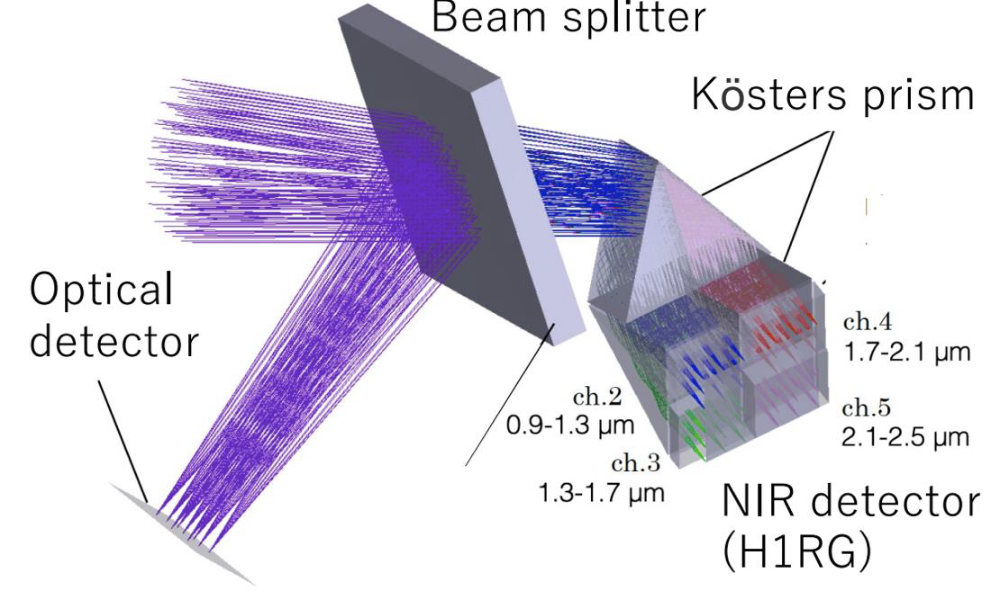 Beam splitter
Kösters prism
Optical
detector
ch.4
1.7-2.1 μm
ch.2
0.9-1.3 μm
ch.5
2.1-2.5 μm
ch.3
1.3-1.7 μm
NIR detector
(H1RG)